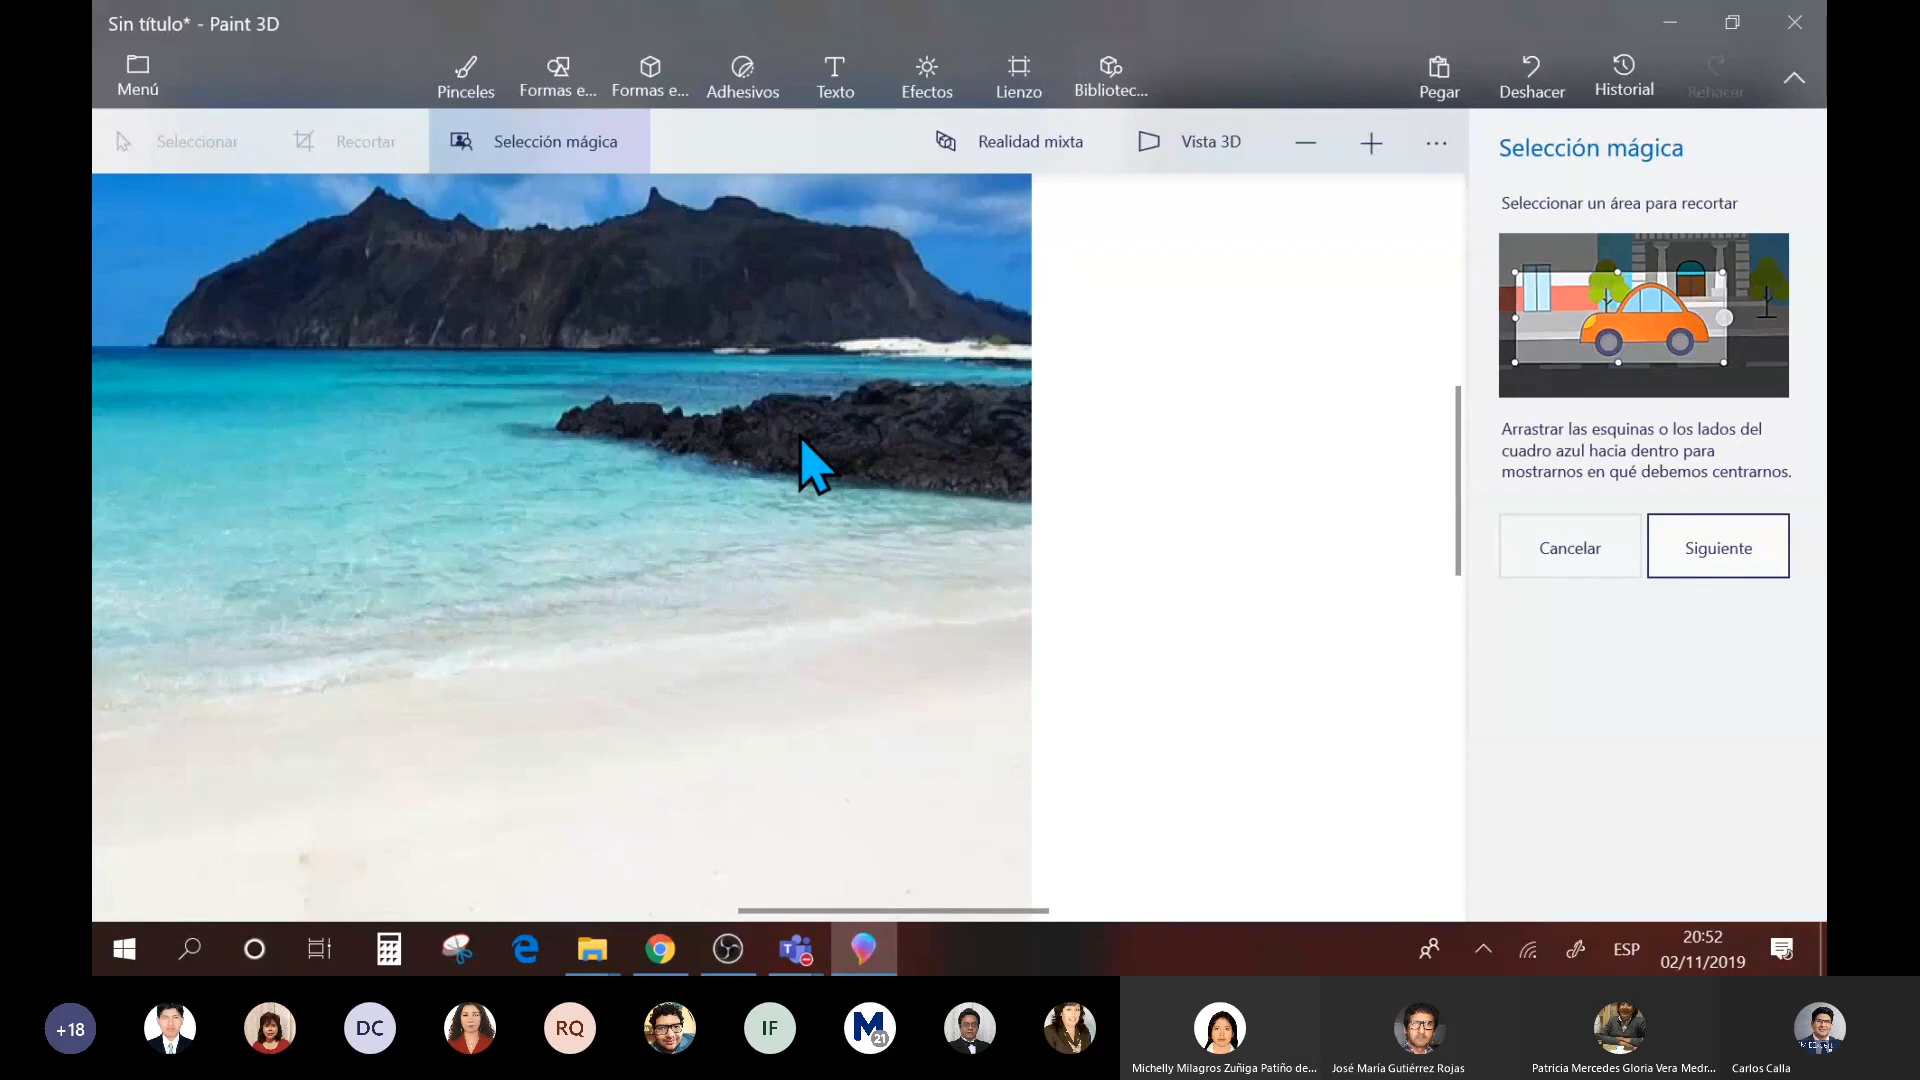 Sin título* - Paint 3D
Menú
Pinceles
Formas e...
Formas e...
Adhesivos
Texto
Efectos
Lienzo
Bibliotec...
Pegar
Deshacer
Historial
Rehacer
Seleccionar
Recortar
Selección mágica
Realidad mixta
Vista 3D
Selección mágica
Seleccionar un área para recortar
Arrastrar las esquinas o los lados del
cuadro azul hacia dentro para
mostrarnos en qué debemos centrarnos.
Cancelar
Siguiente
ESP
20:52
02/11/2019
+18
DC
RQ
IF
M
21
Michelly Milagros Zuñiga Patiño de...
José María Gutiérrez Rojas
Patricia Mercedes Gloria Vera Medr...
Carlos Calla